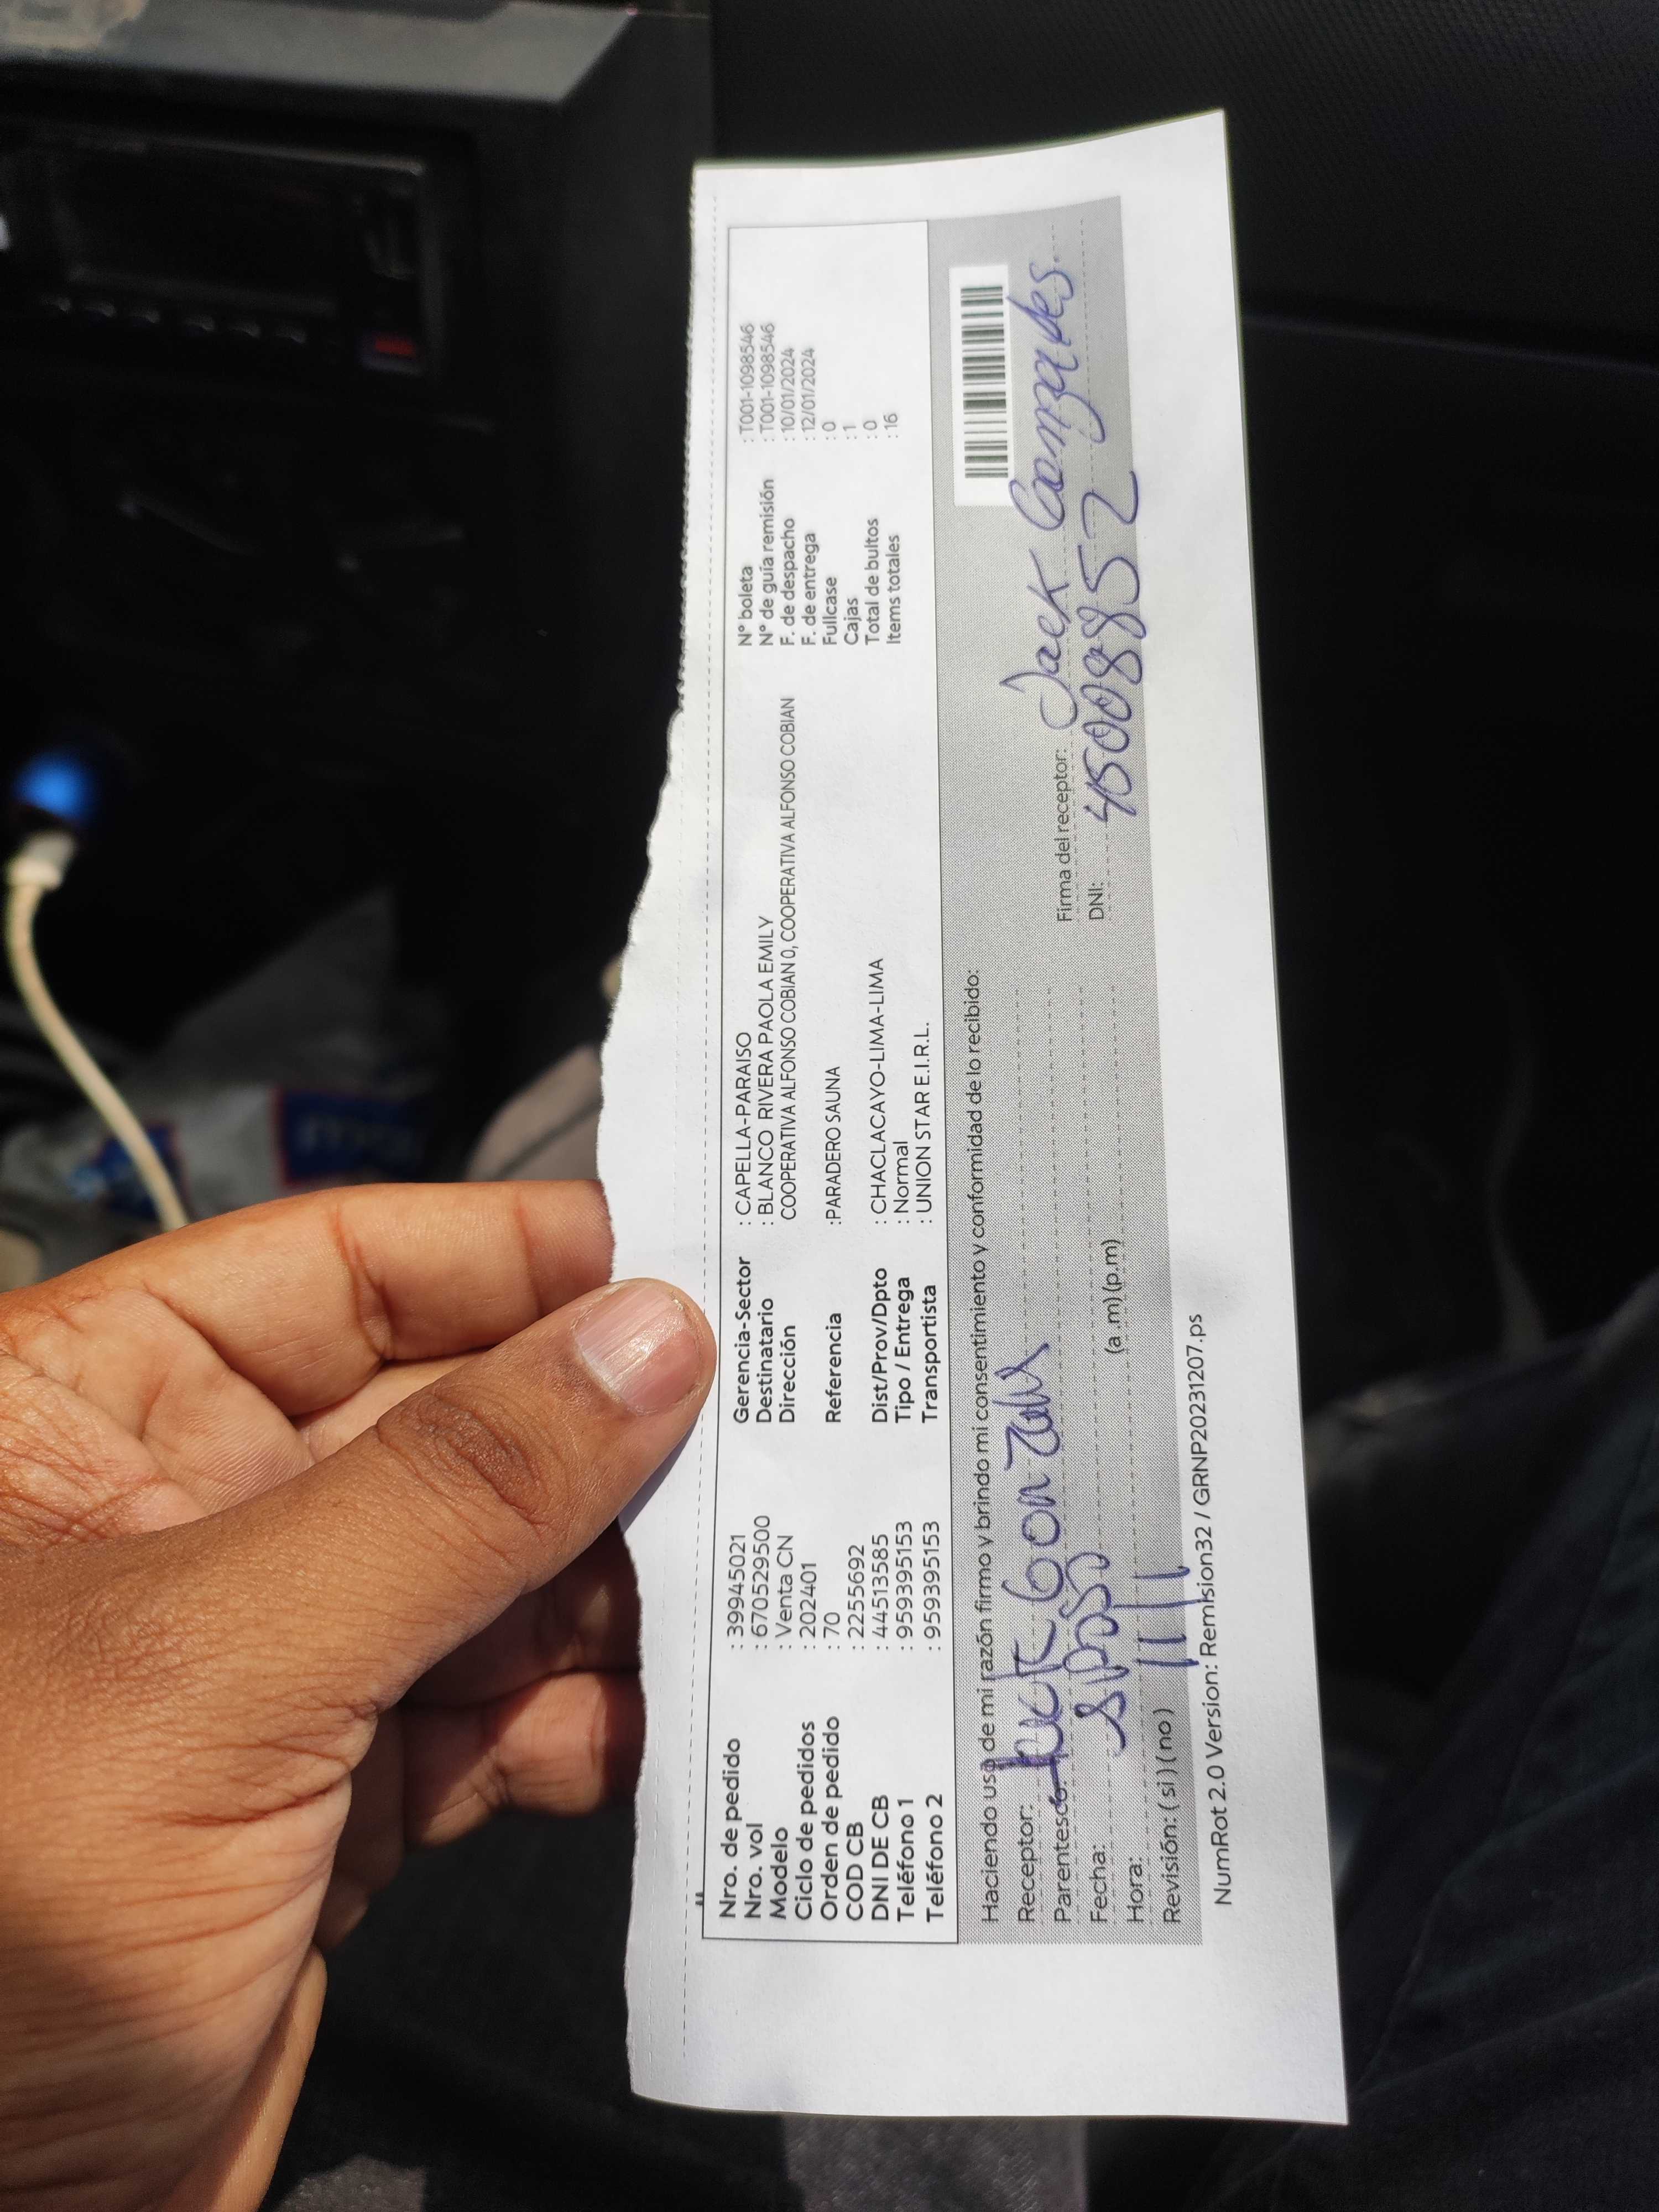 Nro. de pedido : 39945021 Gerencia-Sector : CAPELLA-PARAISO N° boleta : T001-1098546
Nro. vol : 670529500 Destinatario : BLANCO RIVERA PAOLA EMILY N° de guía remisión : T001-1098546
Modelo : Venta CN Dirección COOPERATIVA ALFONSO COBIAN 0, COOPERATIVA ALFONSO COBIAN F. de despacho : 10/01/2024
Ciclo de pedidos : 202401 F. de entrega : 12/01/2024
Orden de pedido : 70 Referencia :PARADERO SAUNA Fullcase : 0
COD CB : 2255692 Cajas : 1
DNI DE CB : 44513585 Dist/Prov/Dpto : CHACLACAYO-LIMA-LIMA Total de bultos : 0
Teléfono 1 : 959395153 Tipo / Entrega : Normal Items totales : 16
Teléfono 2 : 959395153 Transportista : UNION STAR E.I.R.L.
Haciendo uso de mi razón firmo y brindo mi consentimiento y conformidad de lo recibido:
Receptor:
Parentesco: Firma del receptor: Jack Gonzales.
Fecha: DNI: 45008852
Hora: (a .m) (p.m)
Revisión: ( si ) ( no )
NumRot 2.0 Version: Remision32 / GRNP20231207.ps